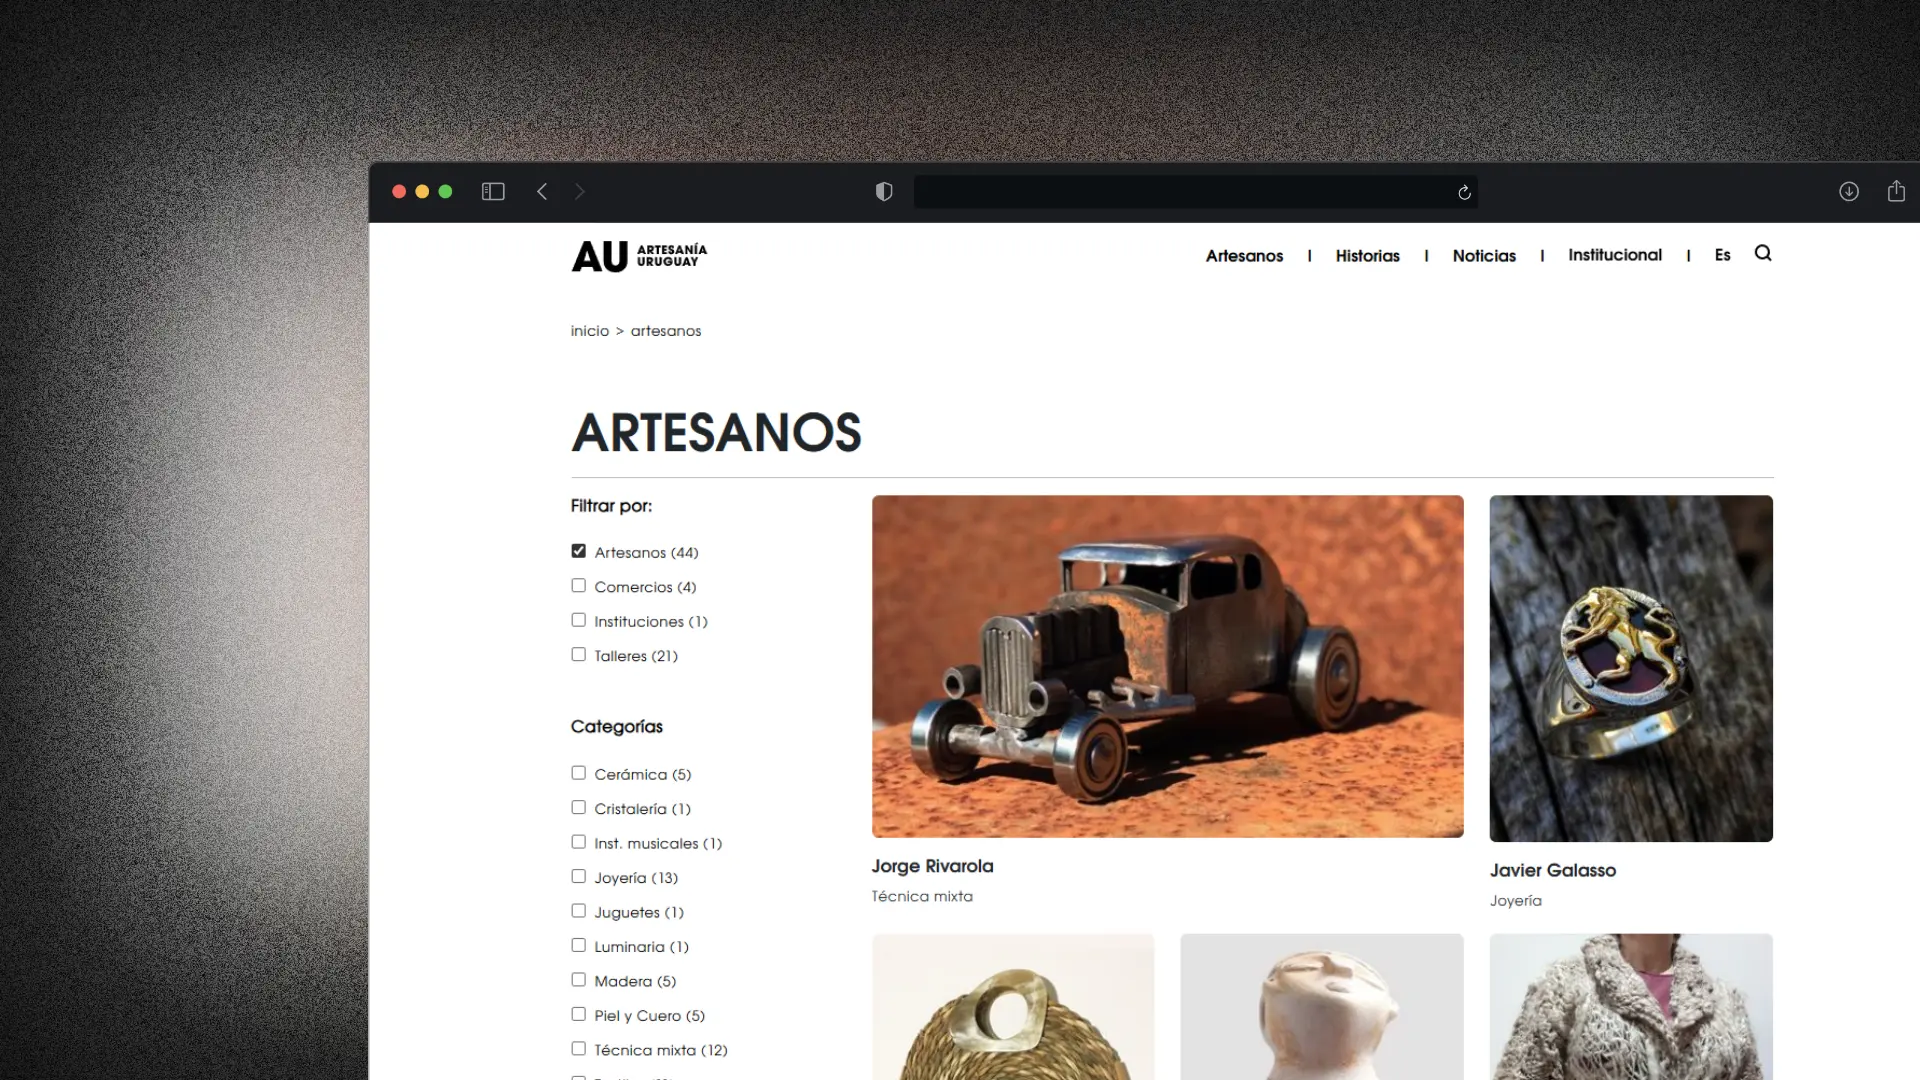 AU ARTESANÍA
URUGUAY
Artesanos | Historias | Noticias | Institucional | Es
inicio > artesanos
ARTESANOS
Filtrar por:
Artesanos (44)
Comercios (4)
Instituciones (1)
Talleres (21)
Categorías
Cerámica (5)
Cristalería (1)
Inst. musicales (1)
Joyería (13)
Juguetes (1)
Luminaria (1)
Madera (5)
Piel y Cuero (5)
Técnica mixta (12)
Jorge Rivarola
Técnica mixta
Javier Galasso
Joyería